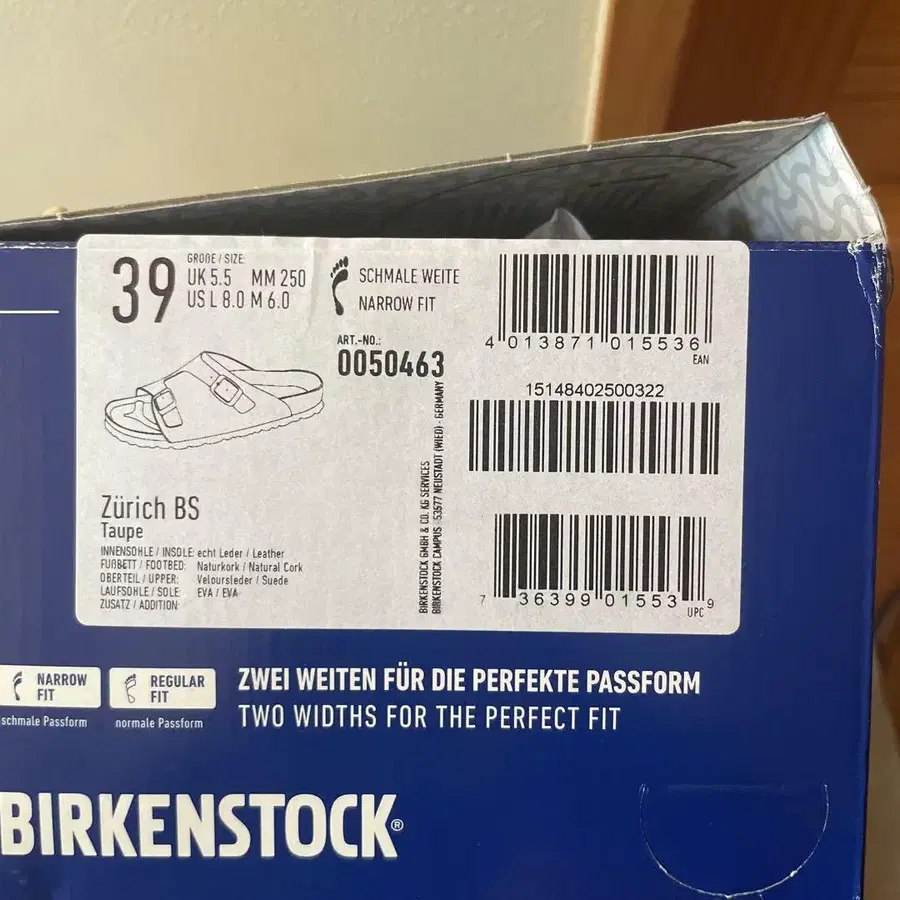 39
GRÖßE / SIZE:
UK 5.5 MM 250
US L 8.0 M 6.0
SCHMALE WEITE
NARROW FIT
ART.-NO.:
0050463
4 013871 015536
EAN
15148402500322
7 36399 01553 9
UPC
BIRKENSTOCK GMBH & CO. KG SERVICES
BIRKENSTOCK CAMPUS · 53577 NEUSTADT (WIED) · GERMANY
Zürich BS
Taupe
INNENSOHLE / INSOLE: echt Leder / Leather
FUßBETT / FOOTBED: Naturkork / Natural Cork
OBERTEIL / UPPER: Veloursleder / Suede
LAUFSOHLE / SOLE: EVA / EVA
ZUSATZ / ADDITION:
NARROW
FIT
schmale Passform
REGULAR
FIT
normale Passform
ZWEI WEITEN FÜR DIE PERFEKTE PASSFORM
TWO WIDTHS FOR THE PERFECT FIT
BIRKENSTOCK®